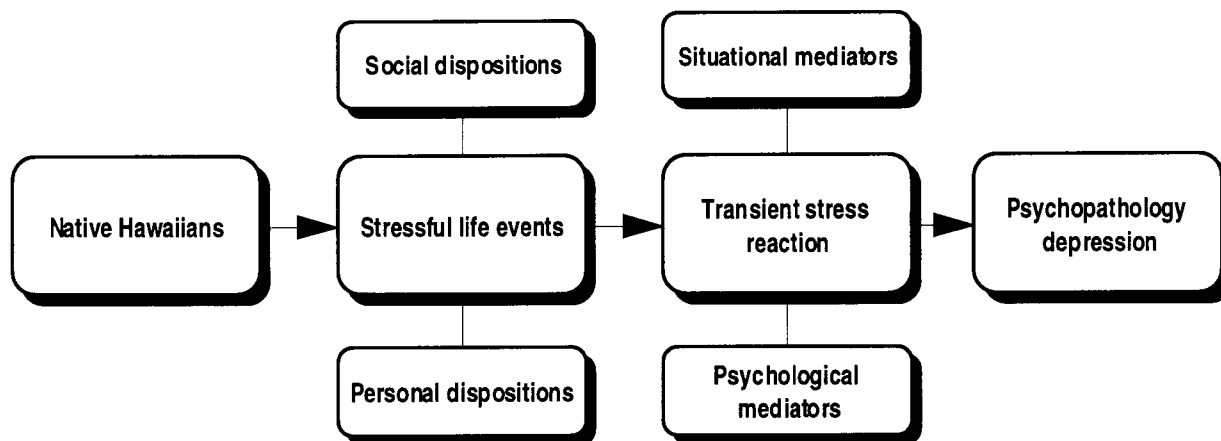 Social dispositions
Situational mediators
Native Hawaiians
Stressful life events
Transient stress
reaction
Psychopathology
depression
Personal dispositions
Psychological
mediators